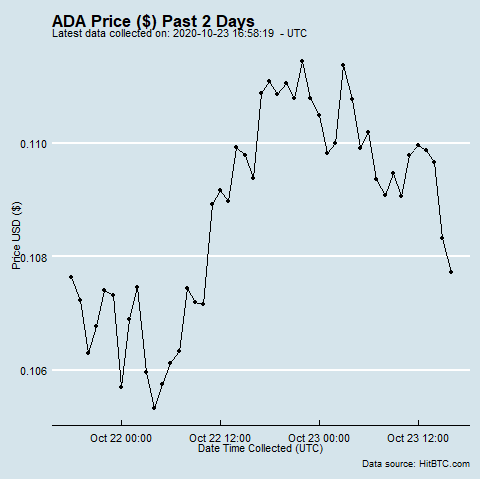 ADA Price ($) Past 2 Days
Latest data collected on: 2020-10-23 16:58:19  - UTC
0.110
0.108
0.106
Price USD ($)
Oct 22 00:00 Oct 22 12:00 Oct 23 00:00 Oct 23 12:00
Date Time Collected (UTC)
Data source: HitBTC.com